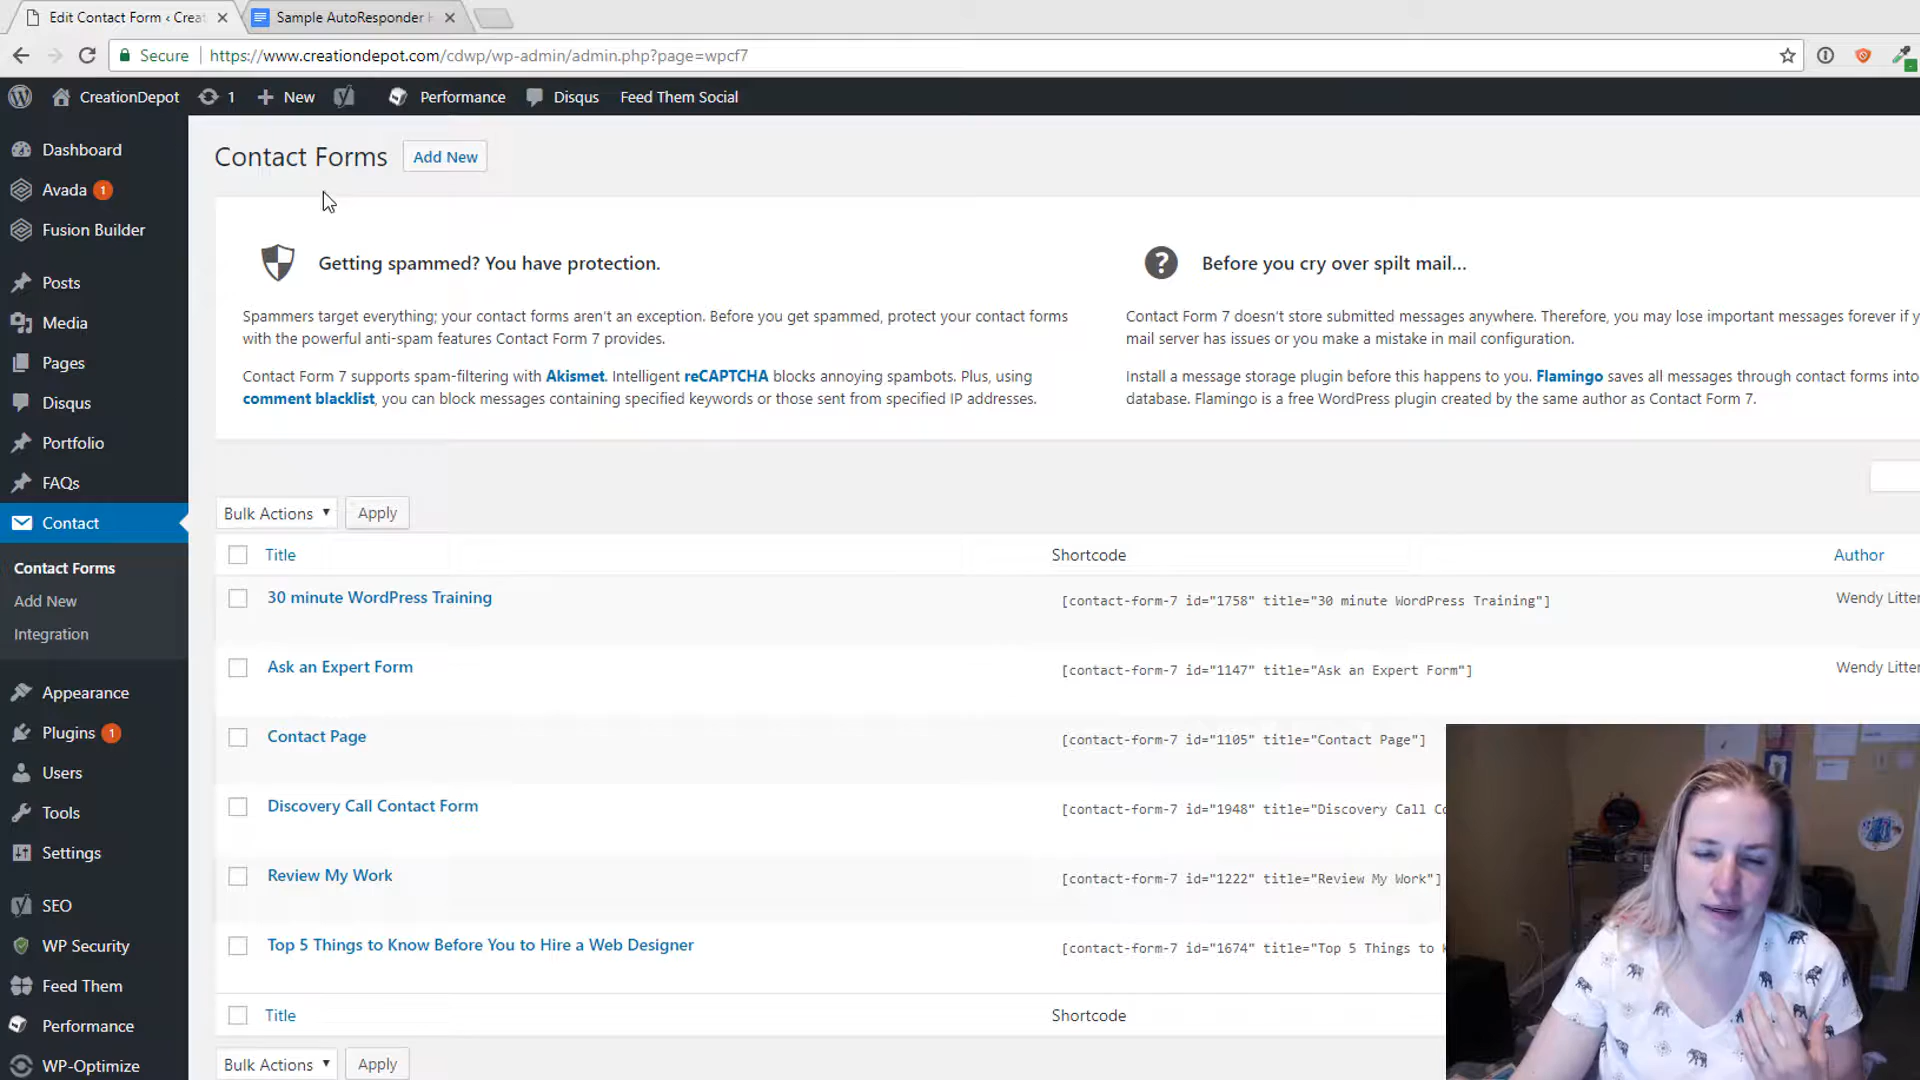 Edit Contact Form ‹ Crea
Sample AutoResponder
Secure
https://www.creationdepot.com/cdwp/wp-admin/admin.php?page=wpcf7
CreationDepot
1
New
Performance
Disqus
Feed Them Social
Dashboard
Avada 1
Fusion Builder
Posts
Media
Pages
Disqus
Portfolio
FAQs
Contact
Contact Forms
Add New
Integration
Appearance
Plugins 1
Users
Tools
Settings
SEO
WP Security
Feed Them
Performance
WP-Optimize
Contact Forms
Add New
Getting spammed? You have protection.
Spammers target everything; your contact forms aren't an exception. Before you get spammed, protect your contact forms
with the powerful anti-spam features Contact Form 7 provides.
Contact Form 7 supports spam-filtering with Akismet. Intelligent reCAPTCHA blocks annoying spambots. Plus, using
comment blacklist, you can block messages containing specified keywords or those sent from specified IP addresses.
Before you cry over spilt mail...
Contact Form 7 doesn't store submitted messages anywhere. Therefore, you may lose important messages forever if y
mail server has issues or you make a mistake in mail configuration.
Install a message storage plugin before this happens to you. Flamingo saves all messages through contact forms into
database. Flamingo is a free WordPress plugin created by the same author as Contact Form 7.
Bulk Actions
Apply
Title
Shortcode
Author
30 minute WordPress Training
[contact-form-7 id="1758" title="30 minute WordPress Training"]
Wendy Litter
Ask an Expert Form
[contact-form-7 id="1147" title="Ask an Expert Form"]
Wendy Litter
Contact Page
[contact-form-7 id="1105" title="Contact Page"]
Discovery Call Contact Form
[contact-form-7 id="1948" title="Discovery Call Co
Review My Work
[contact-form-7 id="1222" title="Review My Work"]
Top 5 Things to Know Before You to Hire a Web Designer
[contact-form-7 id="1674" title="Top 5 Things to K
Title
Shortcode
Bulk Actions
Apply